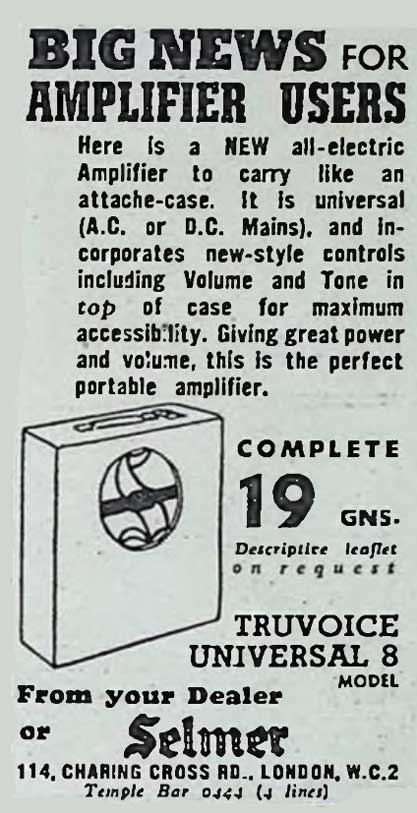 BIG NEWS FOR
AMPLIFIER USERS
Here is a NEW all-electric
Amplifier to carry like an
attache-case. It is universal
(A.C. or D.C. Mains), and in-
corporates new-style controls
including Volume and Tone in
top of case for maximum
accessibility. Giving great power
and volume, this is the perfect
portable amplifier.
COMPLETE
19 GNS.
Descriptive leaflet
on request
TRUVOICE
UNIVERSAL 8
MODEL
From your Dealer
or Selmer
114, CHARING CROSS RD., LONDON, W.C.2
Temple Bar 0444 (4 lines)